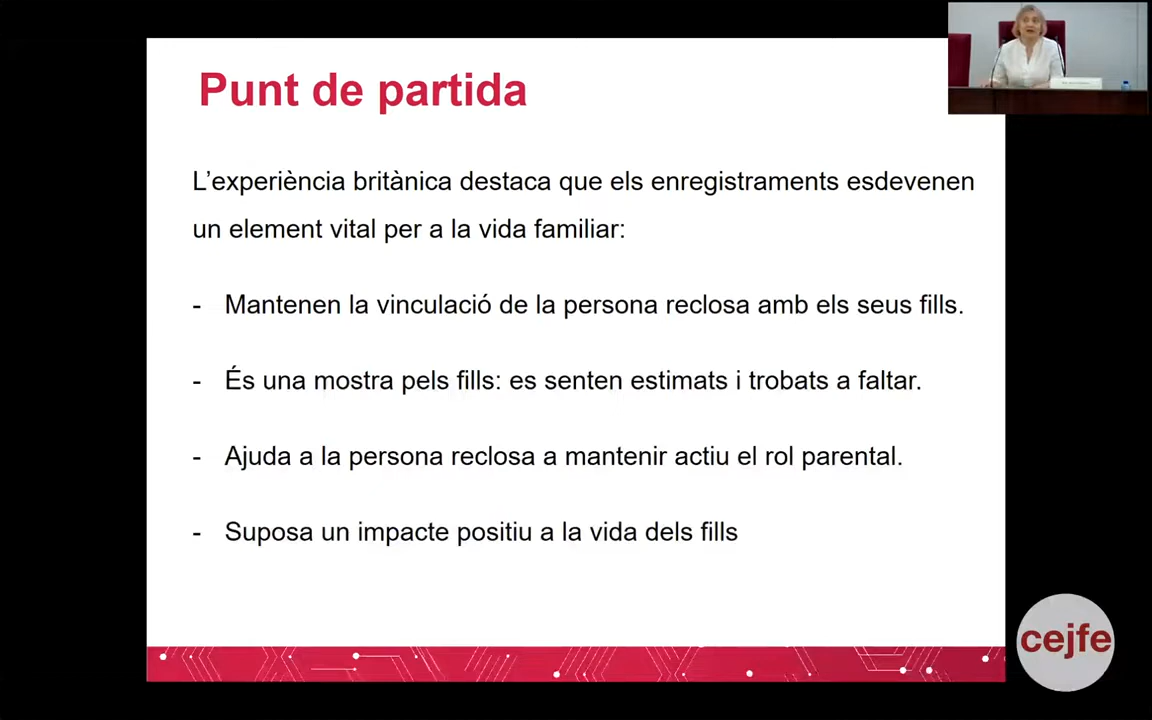 Punt de partida
L’experiència britànica destaca que els enregistraments esdevenen
un element vital per a la vida familiar:
- Mantenen la vinculació de la persona reclosa amb els seus fills.
- És una mostra pels fills: es senten estimats i trobats a faltar.
- Ajuda a la persona reclosa a mantenir actiu el rol parental.
- Suposa un impacte positiu a la vida dels fills
cejfe